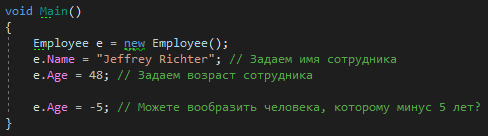 void Main()
{
Employee e = new Employee();
e.Name = "Jeffrey Richter"; // Задаем имя сотрудника
e.Age = 48; // Задаем возраст сотрудника
e.Age = -5; // Можете вообразить человека, которому минус 5 лет?
}